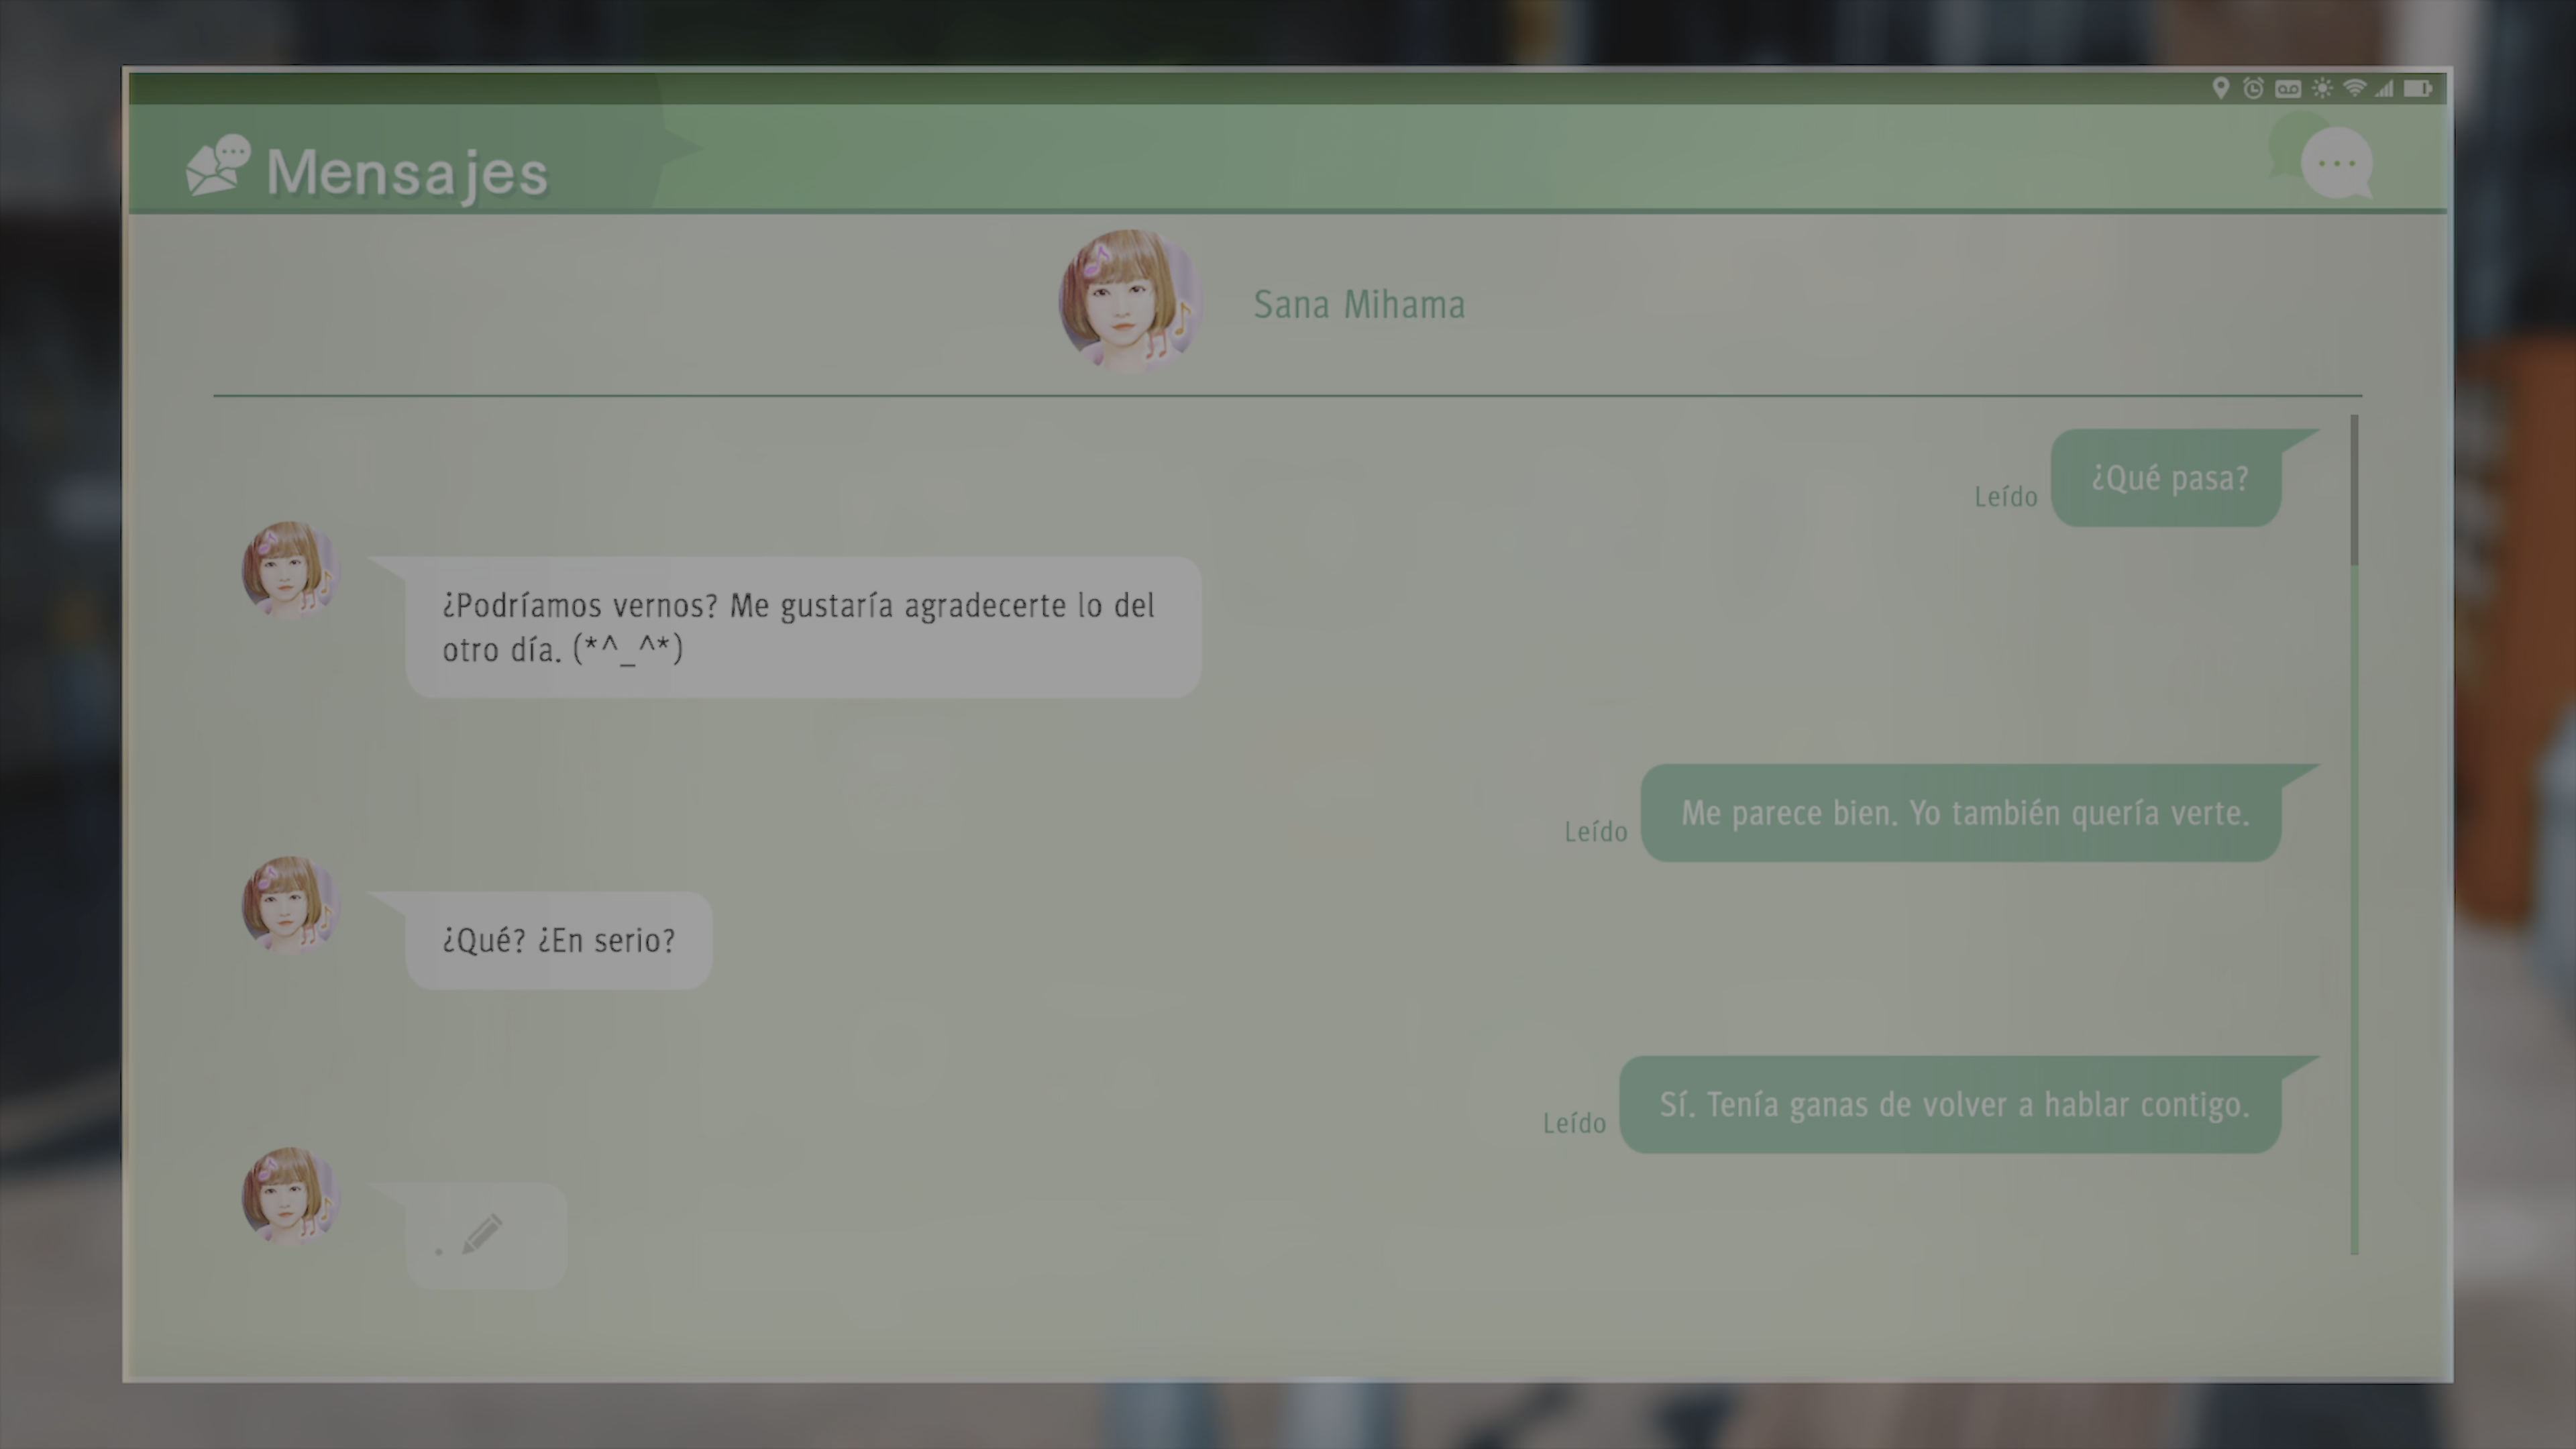 Mensajes
Sana Mihama
¿Qué pasa?
Leído
¿Podríamos vernos? Me gustaría agradecerte lo del
otro día. (*^_^*)
Me parece bien. Yo también quería verte.
Leído
¿Qué? ¿En serio?
Sí. Tenía ganas de volver a hablar contigo.
Leído